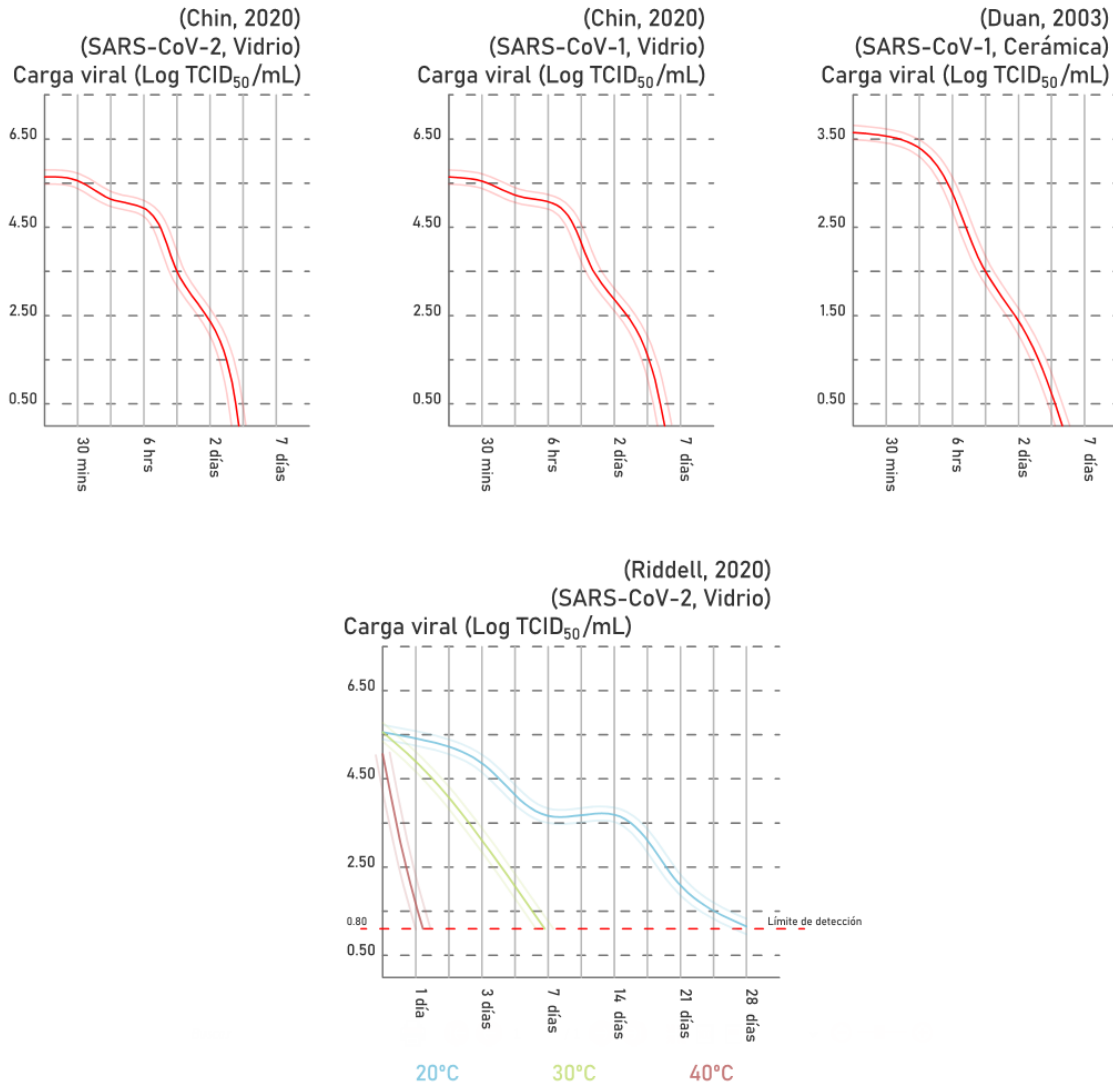 (Chin, 2020)
(SARS-CoV-2, Vidrio)
Carga viral (Log TCID50/mL)
6.50
4.50
2.50
0.50
30 mins
6 hrs
2 días
7 días
(Chin, 2020)
(SARS-CoV-1, Vidrio)
Carga viral (Log TCID50/mL)
6.50
4.50
2.50
0.50
30 mins
6 hrs
2 días
7 días
(Duan, 2003)
(SARS-CoV-1, Cerámica)
Carga viral (Log TCID50/mL)
3.50
2.50
1.50
0.50
30 mins
6 hrs
2 días
7 días
(Riddell, 2020)
(SARS-CoV-2, Vidrio)
Carga viral (Log TCID50/mL)
6.50
4.50
2.50
0.80
Límite de detección
0.50
1 día
3 días
7 días
14 días
21 días
28 días
20°C
30°C
40°C